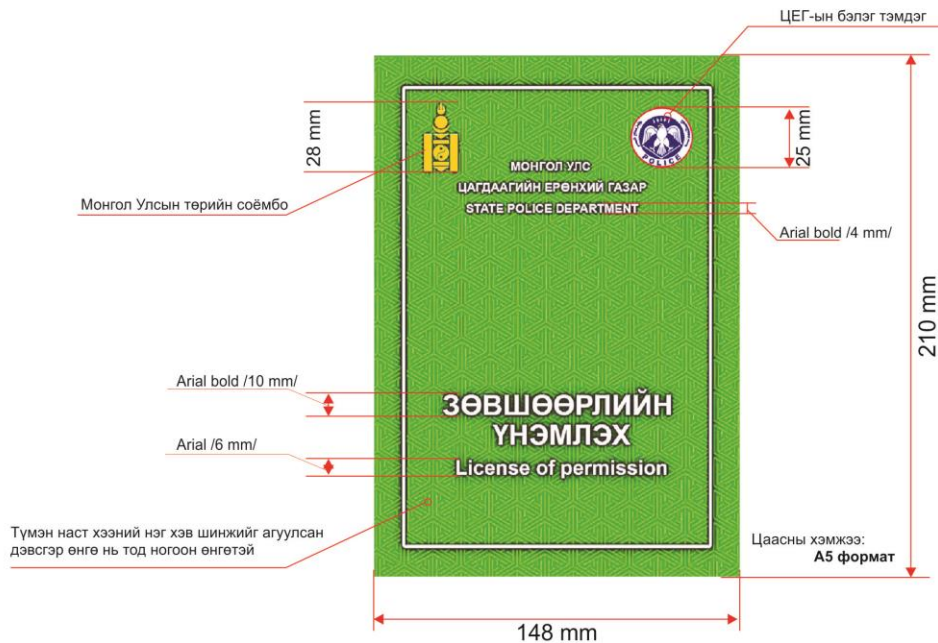 ЦЕГ-ын бэлэг тэмдэг
28 mm
25 mm
POLICE
МОНГОЛ УЛС
ЦАГДААГИЙН ЕРӨНХИЙ ГАЗАР
STATE POLICE DEPARTMENT
Монгол Улсын төрийн соёмбо
Arial bold /4 mm/
210 mm
Arial bold /10 mm/
ЗӨВШӨӨРЛИЙН
ҮНЭМЛЭХ
Arial /6 mm/
License of permission
Түмэн наст хээний нэг хэв шинжийг агуулсан
дэвсгэр өнгө нь тод ногоон өнгөтэй
Цаасны хэмжээ:
А5 формат
148 mm